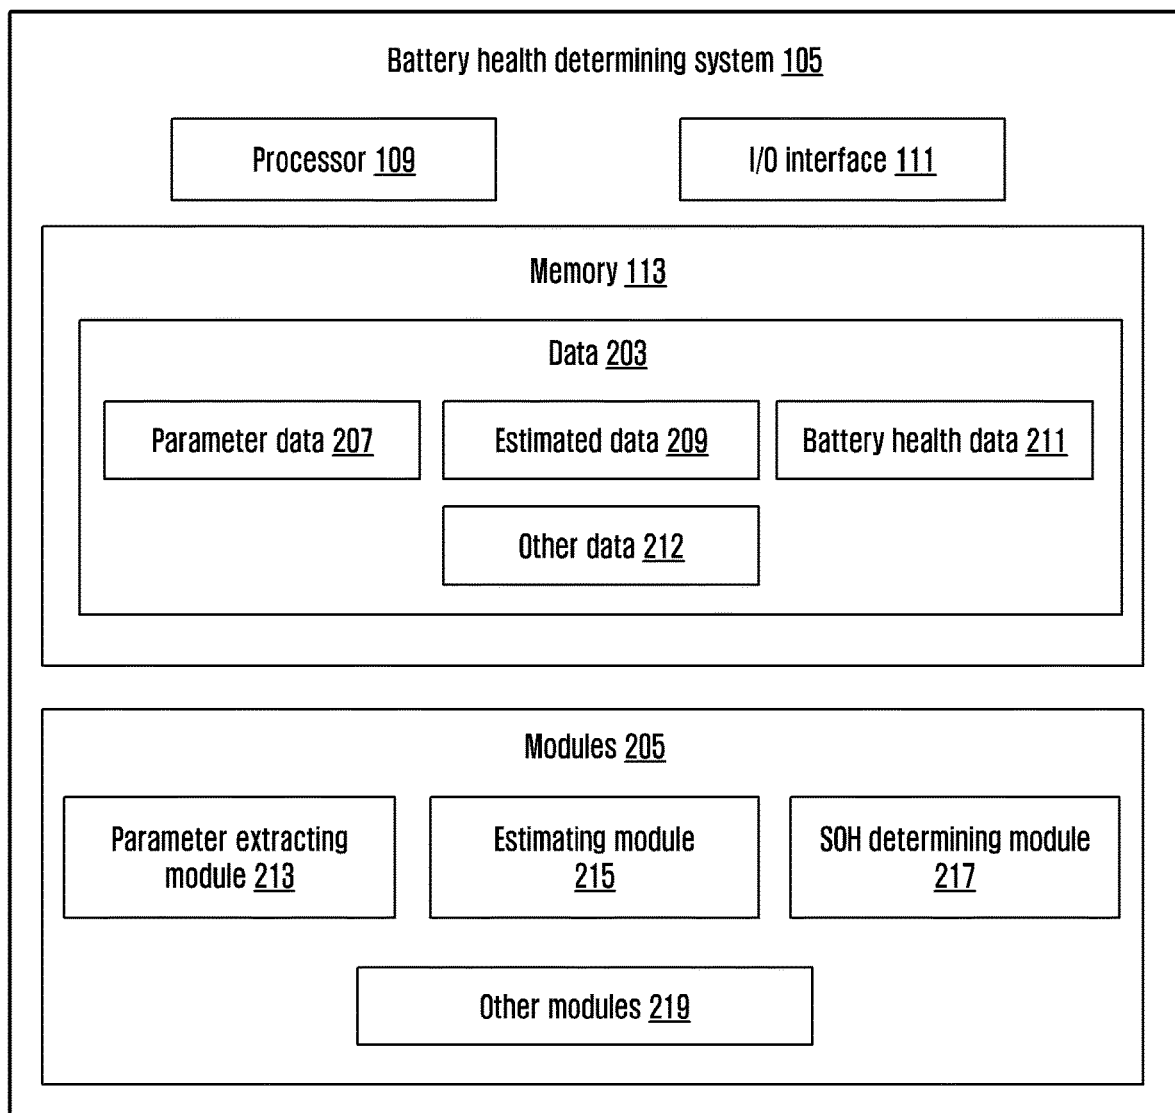 Battery health determining system 105
Processor 109
I/O interface 111
Memory 113
Data 203
Parameter data 207
Estimated data 209
Battery health data 211
Other data 212
Modules 205
Parameter extracting
module 213
Estimating module
215
SOH determining module
217
Other modules 219